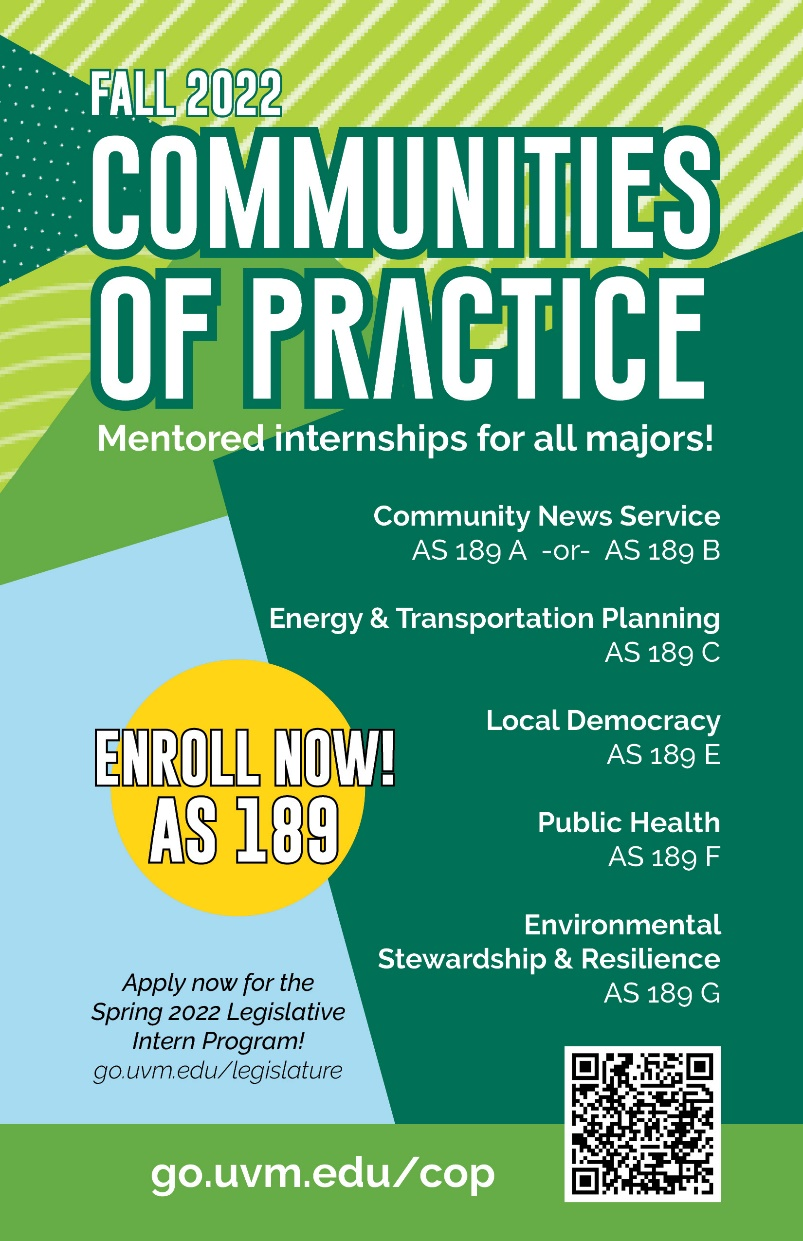 FALL 2022
COMMUNITIES
OF PRACTICE
Mentored internships for all majors!
Community News Service
AS 189 A -or- AS 189 B
Energy & Transportation Planning
AS 189 C
Local Democracy
AS 189 E
Public Health
AS 189 F
Environmental
Stewardship & Resilience
AS 189 G
ENROLL NOW!
AS 189
Apply now for the
Spring 2022 Legislative
Intern Program!
go.uvm.edu/legislature
go.uvm.edu/cop